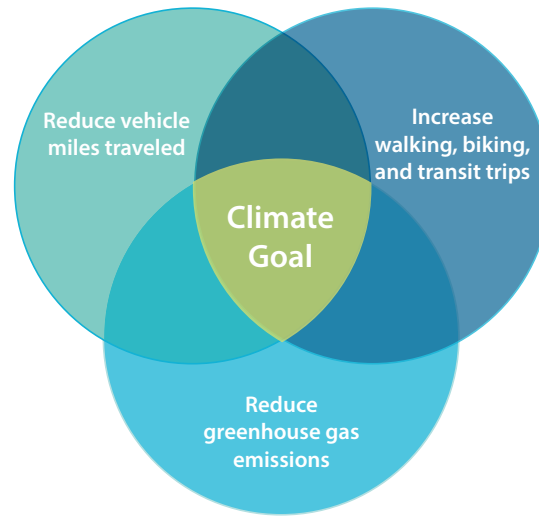 Reduce vehicle
miles traveled
Increase
walking, biking,
and transit trips
Climate
Goal
Reduce
greenhouse gas
emissions